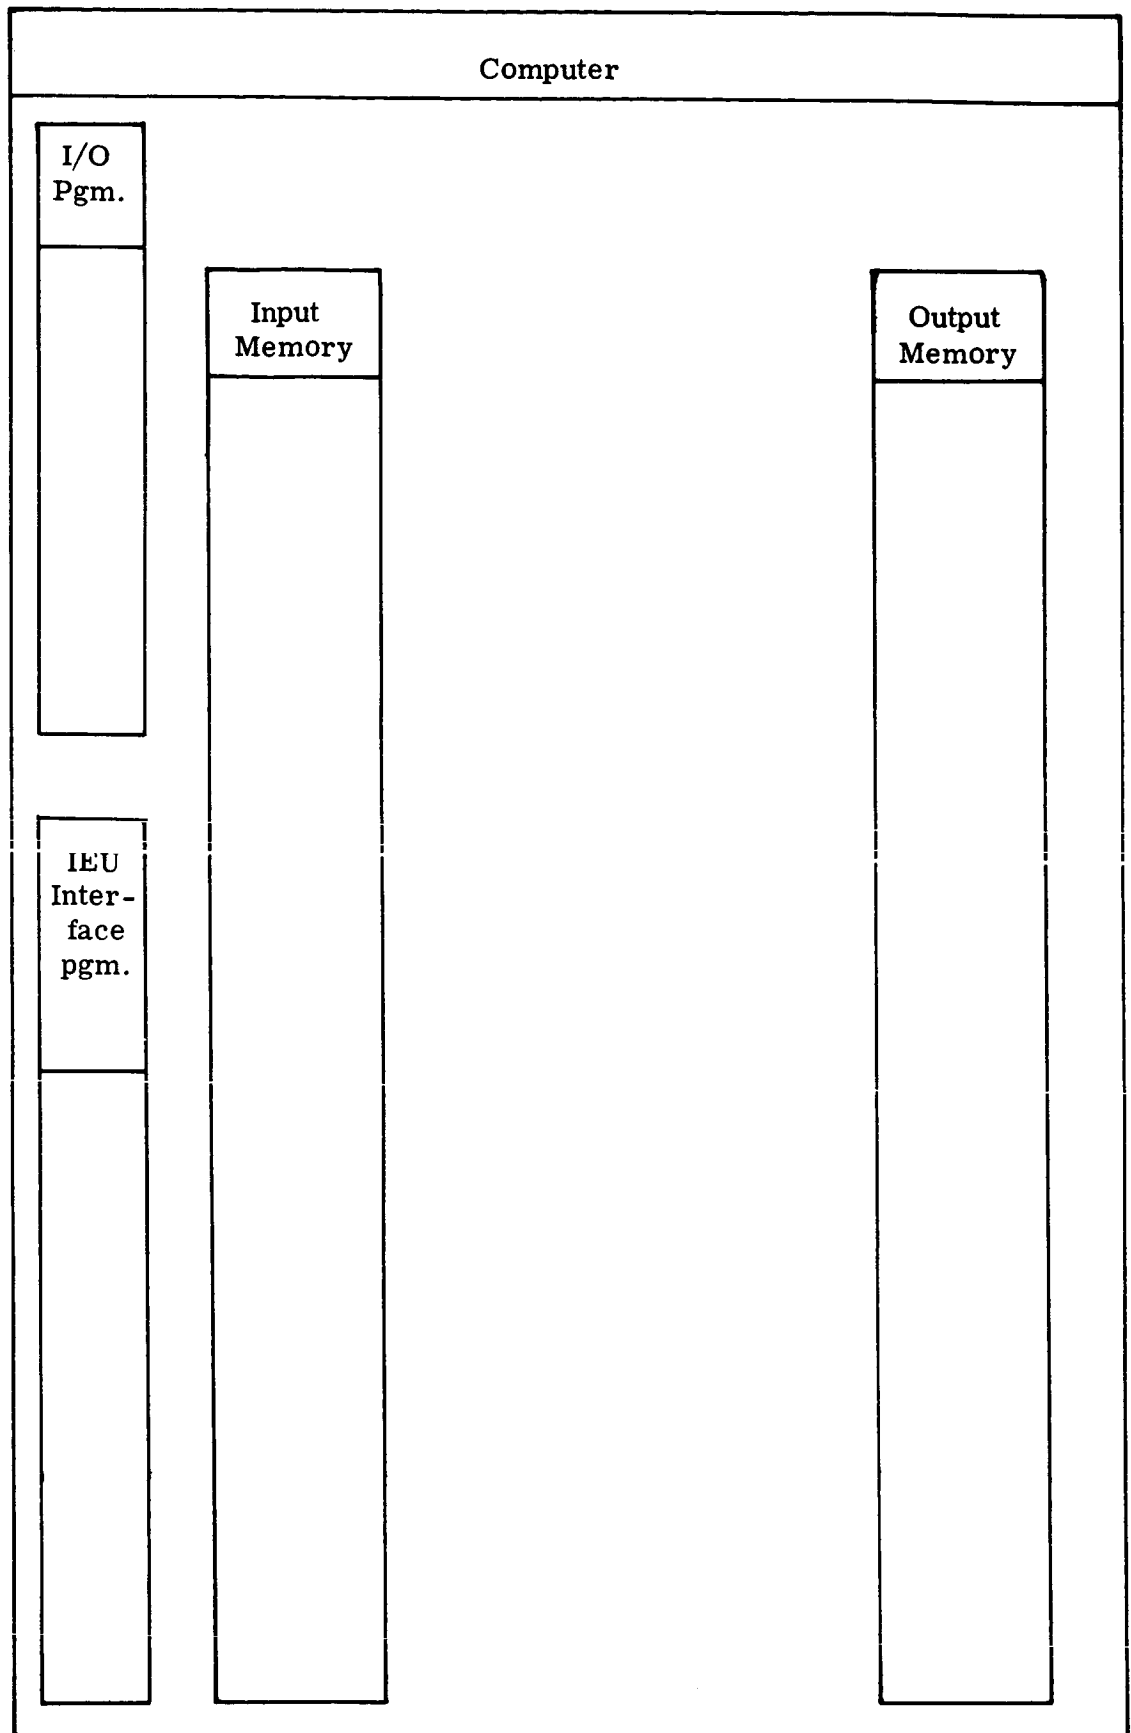 Computer
I/O
Pgm.
Input
Memory
Output
Memory
IEU
Inter-
face
pgm.